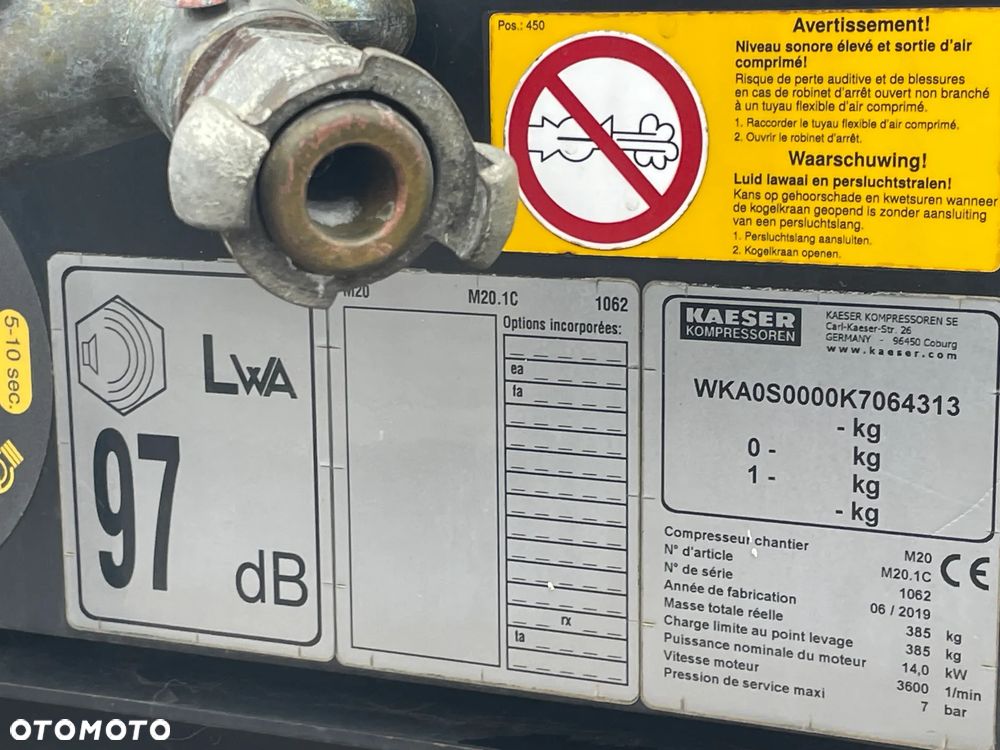 Pos.: 450
Avertissement!
Niveau sonore élevé et sortie d'air
comprimé!
Risque de perte auditive et de blessures
en cas de robinet d'arrêt ouvert non branché
à un tuyau flexible d'air comprimé.
1. Raccorder le tuyau flexible d'air comprimé.
2. Ouvrir le robinet d'arrêt.
Waarschuwing!
Luid lawaai en persluchtstralen!
Kans op gehoorschade en kwetsuren wanneer
de kogelkraan geopend is zonder aansluiting
van een persluchtslang.
1. Persluchtslang aansluiten.
2. Kogelkraan openen.
5-10 sec.
LWA
97
dB
M20 M20.1C 1062
Options incorporées:
ea
fa
rx
ta
KAESER
KOMPRESSOREN
KAESER KOMPRESSOREN SE
Carl-Kaeser-Str. 26
GERMANY - 96450 Coburg
www.kaeser.com
WKA0S0000K7064313
- kg
0 - kg
1 - kg
- kg
CE
Compresseur chantier M20
N° d'article M20.1C
N° de série 1062
Année de fabrication 06 / 2019
Masse totale réelle 385 kg
Charge limite au point levage 385 kg
Puissance nominale du moteur 14,0 kW
Vitesse moteur 3600 1/min
Pression de service maxi 7 bar
OTOMOTO